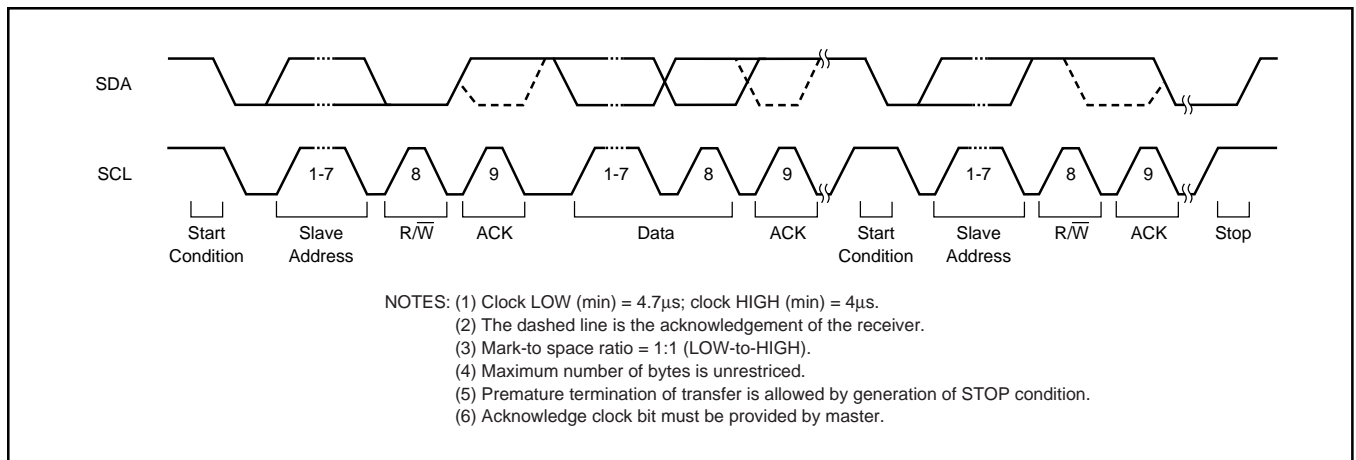 SDA
SCL
1-7 8 9 1-7 8 9 1-7 8 9
Start Slave R/W̅ ACK Data ACK Start Slave R/W̅ ACK Stop
Condition Address Condition Address
NOTES: (1) Clock LOW (min) = 4.7μs; clock HIGH (min) = 4μs.
(2) The dashed line is the acknowledgement of the receiver.
(3) Mark-to space ratio = 1:1 (LOW-to-HIGH).
(4) Maximum number of bytes is unrestriced.
(5) Premature termination of transfer is allowed by generation of STOP condition.
(6) Acknowledge clock bit must be provided by master.